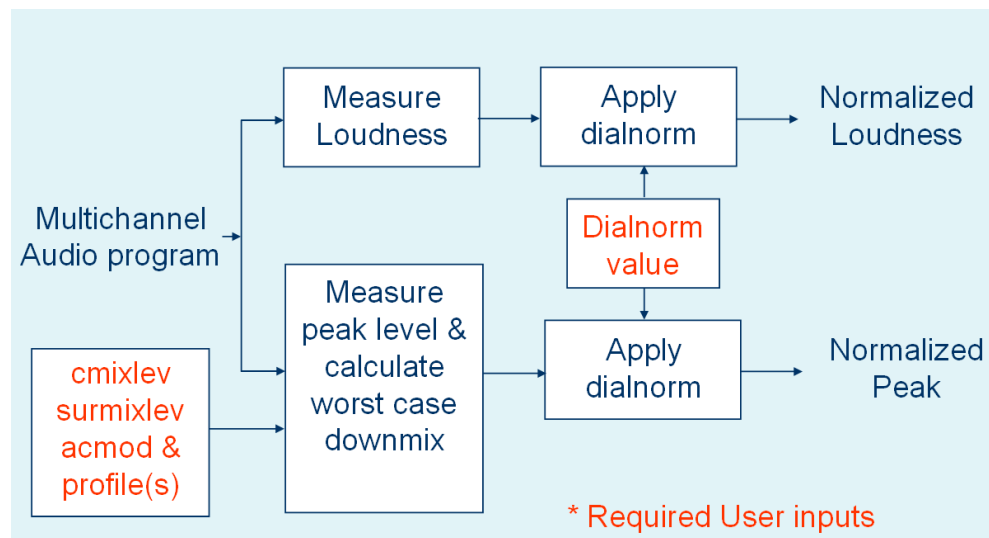 Measure
Loudness
Apply
dialnorm
Normalized
Loudness
Multichannel
Audio program
Dialnorm
value
Measure
peak level &
calculate
worst case
downmix
Apply
dialnorm
Normalized
Peak
cmixlev
surmixlev
acmod &
profile(s)
* Required User inputs